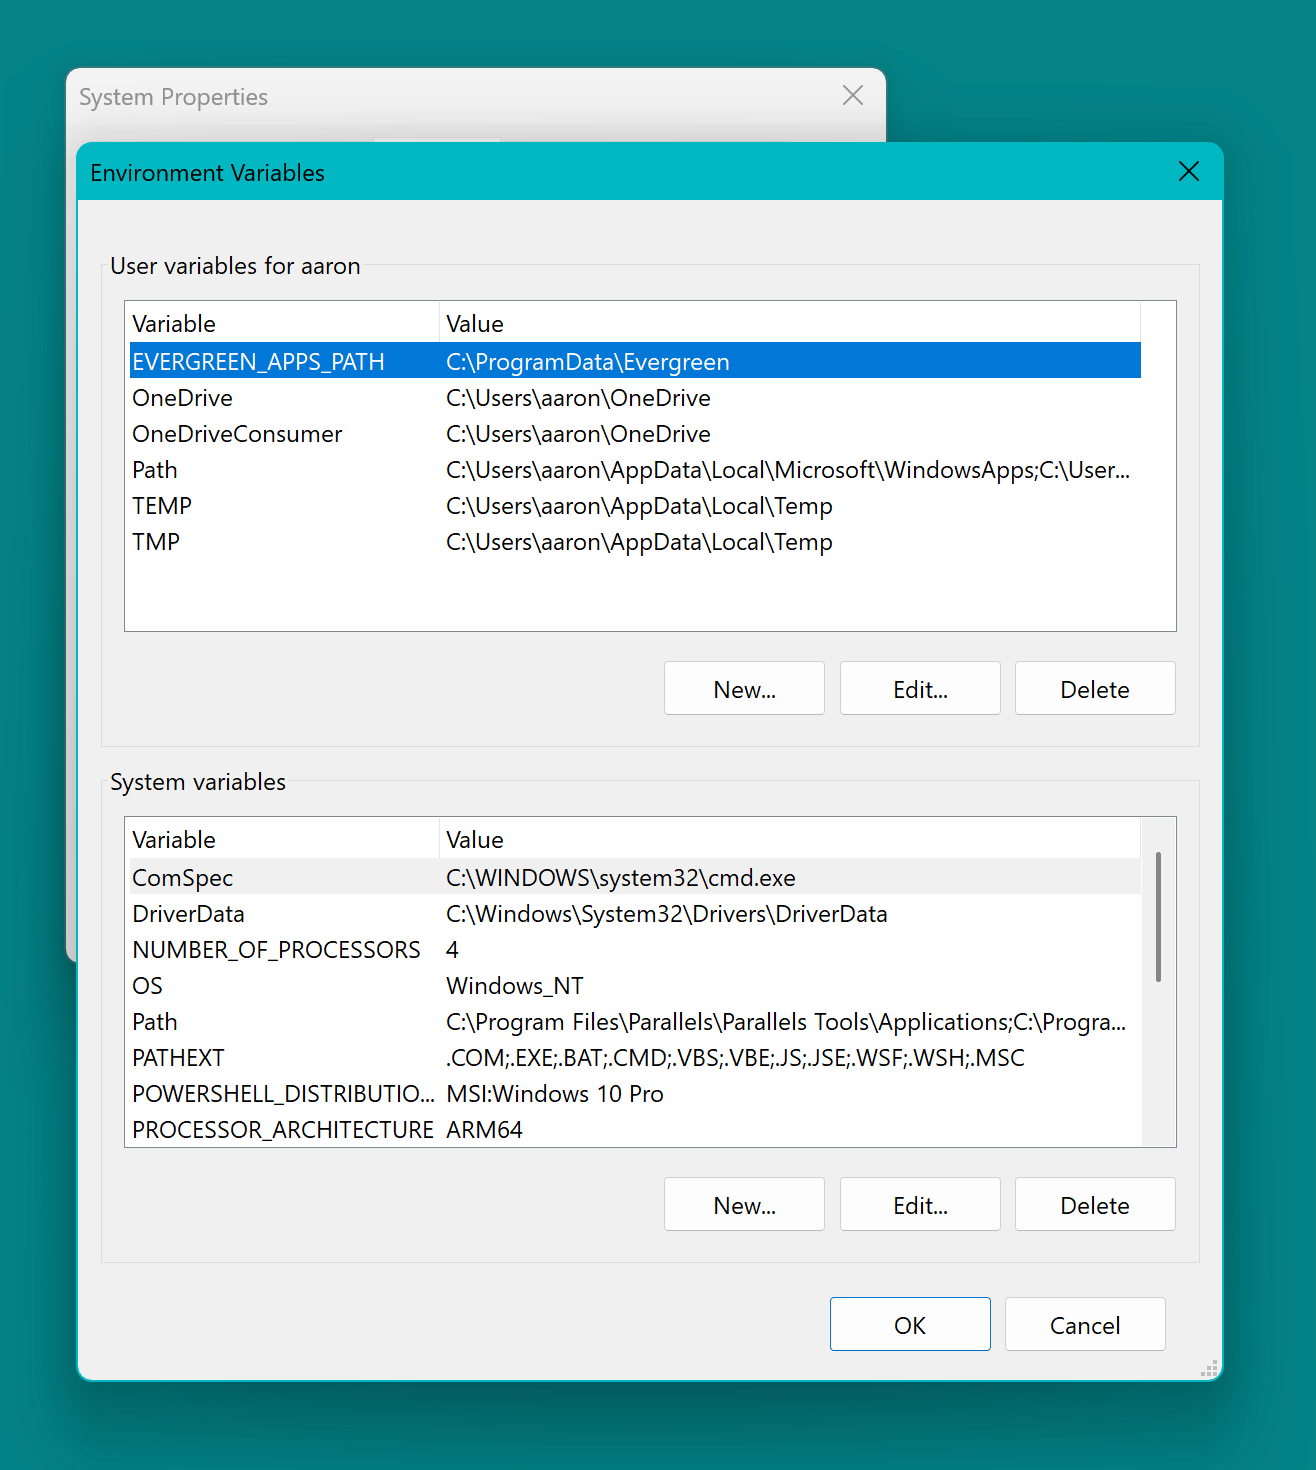 System Properties
Environment Variables
User variables for aaron
Variable Value
EVERGREEN_APPS_PATH C:\ProgramData\Evergreen
OneDrive C:\Users\aaron\OneDrive
OneDriveConsumer C:\Users\aaron\OneDrive
Path C:\Users\aaron\AppData\Local\Microsoft\WindowsApps;C:\User...
TEMP C:\Users\aaron\AppData\Local\Temp
TMP C:\Users\aaron\AppData\Local\Temp
New... Edit... Delete
System variables
Variable Value
ComSpec C:\WINDOWS\system32\cmd.exe
DriverData C:\Windows\System32\Drivers\DriverData
NUMBER_OF_PROCESSORS 4
OS Windows_NT
Path C:\Program Files\Parallels\Parallels Tools\Applications;C:\Progra...
PATHEXT .COM;.EXE;.BAT;.CMD;.VBS;.VBE;.JS;.JSE;.WSF;.WSH;.MSC
POWERSHELL_DISTRIBUTIO... MSI:Windows 10 Pro
PROCESSOR_ARCHITECTURE ARM64
New... Edit... Delete
OK Cancel